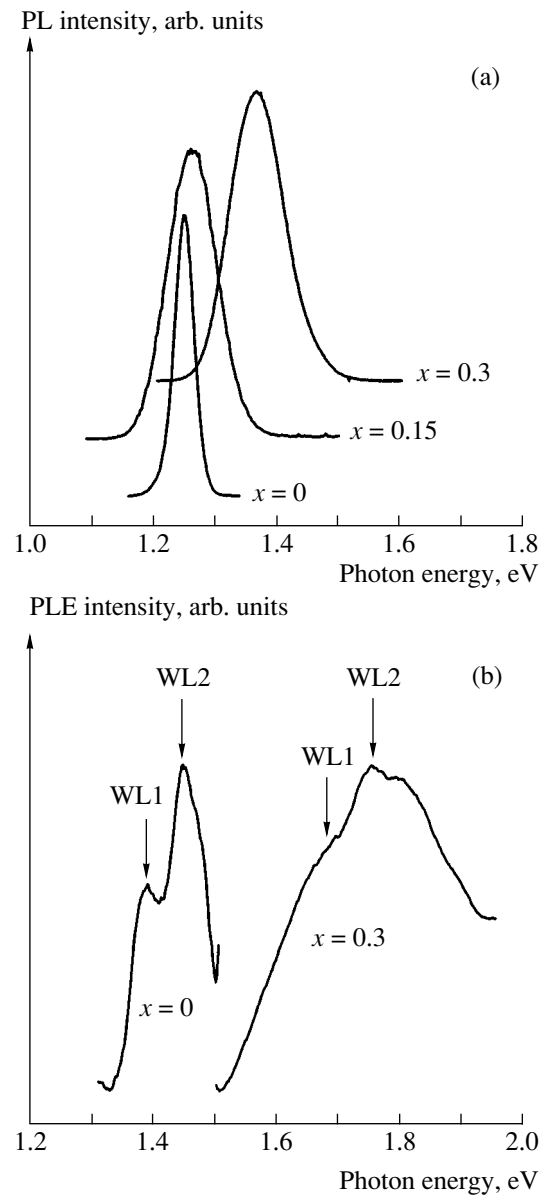 PL intensity, arb. units
(a)
x = 0.3
x = 0.15
x = 0
1.0 1.2 1.4 1.6 1.8
Photon energy, eV
PLE intensity, arb. units
WL2 WL2 (b)
WL1
WL1
x = 0.3
x = 0
1.2 1.4 1.6 1.8 2.0
Photon energy, eV